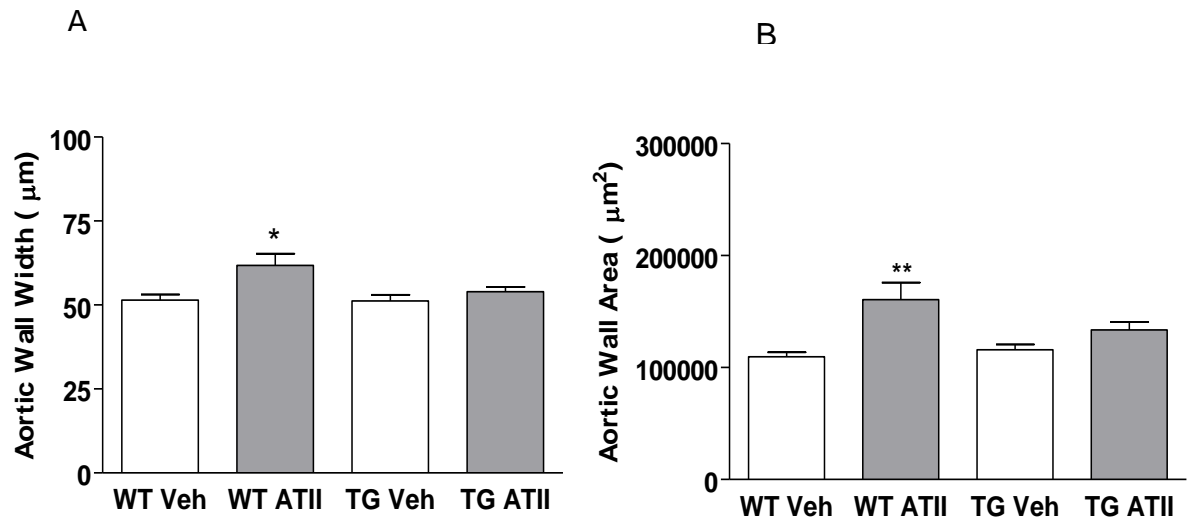 A
Aortic Wall Width ( μm)
100
75
50
25
0
*
WT Veh WT ATII TG Veh TG ATII
B
Aortic Wall Area ( μm²)
300000
200000
100000
0
**
WT Veh WT ATII TG Veh TG ATII